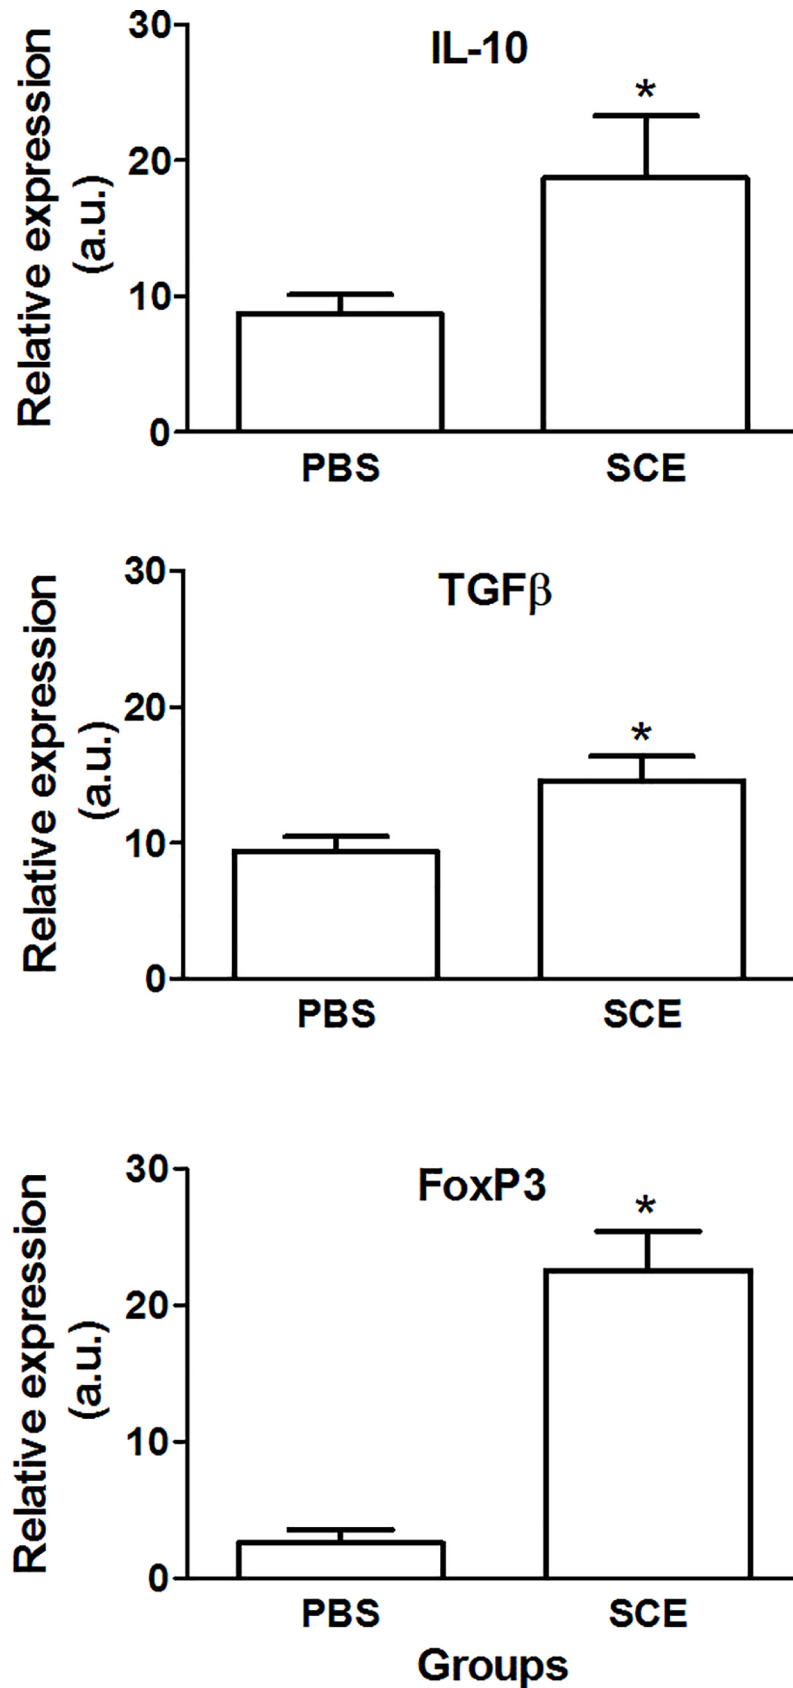 IL-10
Relative expression
(a.u.)
30
20
10
0
*
PBS SCE
TGFβ
Relative expression
(a.u.)
30
20
10
0
*
PBS SCE
FoxP3
Relative expression
(a.u.)
30
20
10
0
*
PBS SCE
Groups